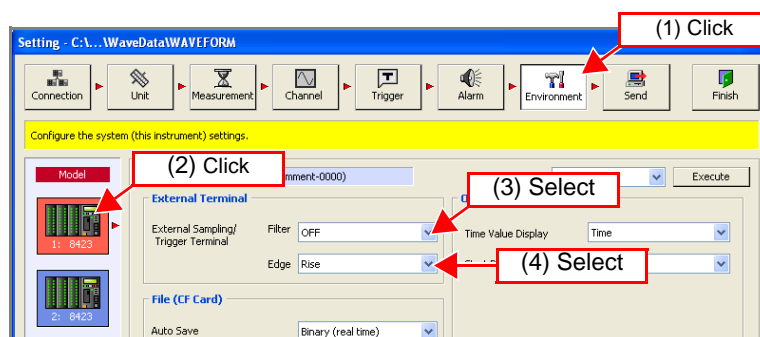 (1) Click
Setting - C:\...\WaveData\WAVEFORM
Connection
Unit
Measurement
Channel
Trigger
Alarm
Environment
Send
Finish
Configure the system (this instrument) settings.
Model
(2) Click
mment-0000)
Execute
1: 8423
2: 8423
External Terminal
(3) Select
External Sampling/
Trigger Terminal
Filter
OFF
Time Value Display
Time
Edge
Rise
(4) Select
File (CF Card)
Auto Save
Binary (real time)